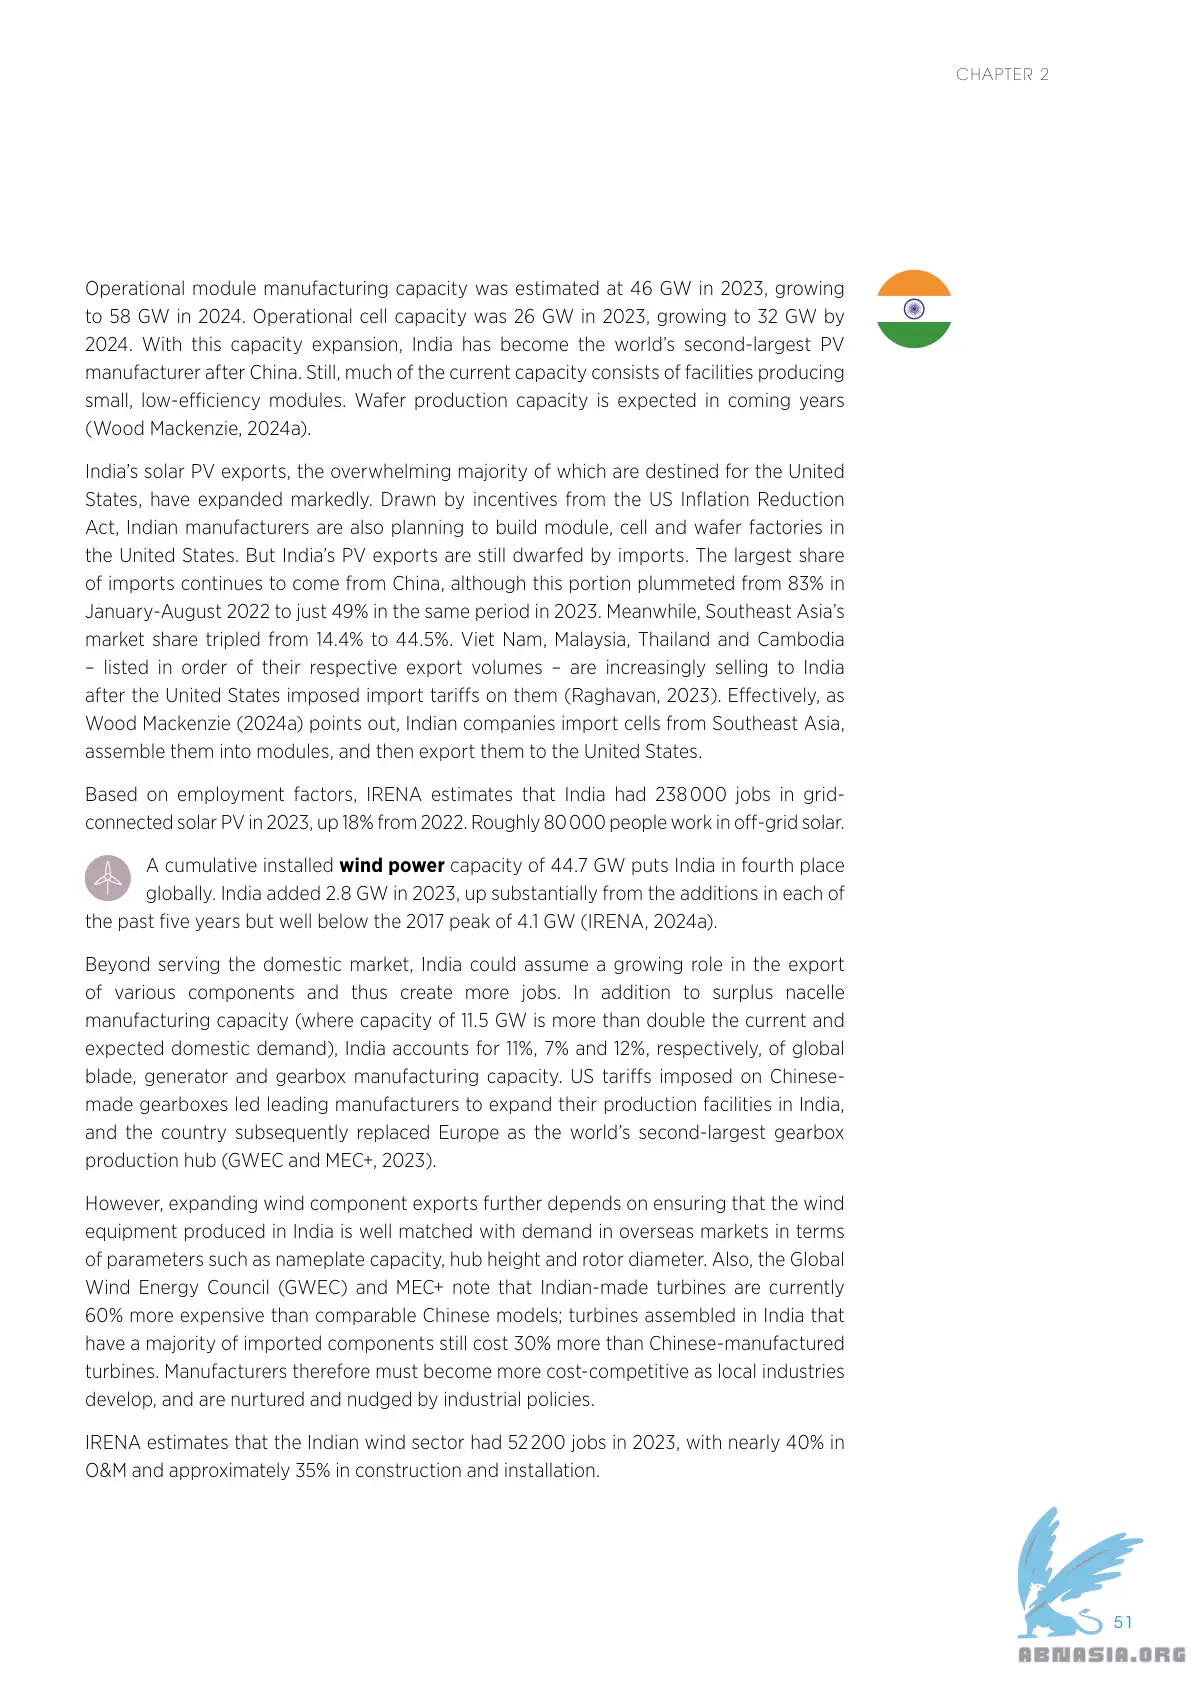 CHAPTER 2
Operational module manufacturing capacity was estimated at 46 GW in 2023, growing
to 58 GW in 2024. Operational cell capacity was 26 GW in 2023, growing to 32 GW by
2024. With this capacity expansion, India has become the world’s second-largest PV
manufacturer after China. Still, much of the current capacity consists of facilities producing
small, low-efficiency modules. Wafer production capacity is expected in coming years
(Wood Mackenzie, 2024a).
India’s solar PV exports, the overwhelming majority of which are destined for the United
States, have expanded markedly. Drawn by incentives from the US Inflation Reduction
Act, Indian manufacturers are also planning to build module, cell and wafer factories in
the United States. But India’s PV exports are still dwarfed by imports. The largest share
of imports continues to come from China, although this portion plummeted from 83% in
January-August 2022 to just 49% in the same period in 2023. Meanwhile, Southeast Asia’s
market share tripled from 14.4% to 44.5%. Viet Nam, Malaysia, Thailand and Cambodia
– listed in order of their respective export volumes – are increasingly selling to India
after the United States imposed import tariffs on them (Raghavan, 2023). Effectively, as
Wood Mackenzie (2024a) points out, Indian companies import cells from Southeast Asia,
assemble them into modules, and then export them to the United States.
Based on employment factors, IRENA estimates that India had 238 000 jobs in grid-
connected solar PV in 2023, up 18% from 2022. Roughly 80 000 people work in off-grid solar.
A cumulative installed wind power capacity of 44.7 GW puts India in fourth place
globally. India added 2.8 GW in 2023, up substantially from the additions in each of
the past five years but well below the 2017 peak of 4.1 GW (IRENA, 2024a).
Beyond serving the domestic market, India could assume a growing role in the export
of various components and thus create more jobs. In addition to surplus nacelle
manufacturing capacity (where capacity of 11.5 GW is more than double the current and
expected domestic demand), India accounts for 11%, 7% and 12%, respectively, of global
blade, generator and gearbox manufacturing capacity. US tariffs imposed on Chinese-
made gearboxes led leading manufacturers to expand their production facilities in India,
and the country subsequently replaced Europe as the world’s second-largest gearbox
production hub (GWEC and MEC+, 2023).
However, expanding wind component exports further depends on ensuring that the wind
equipment produced in India is well matched with demand in overseas markets in terms
of parameters such as nameplate capacity, hub height and rotor diameter. Also, the Global
Wind Energy Council (GWEC) and MEC+ note that Indian-made turbines are currently
60% more expensive than comparable Chinese models; turbines assembled in India that
have a majority of imported components still cost 30% more than Chinese-manufactured
turbines. Manufacturers therefore must become more cost-competitive as local industries
develop, and are nurtured and nudged by industrial policies.
IRENA estimates that the Indian wind sector had 52 200 jobs in 2023, with nearly 40% in
O&M and approximately 35% in construction and installation.
51
ABNASIA.ORG